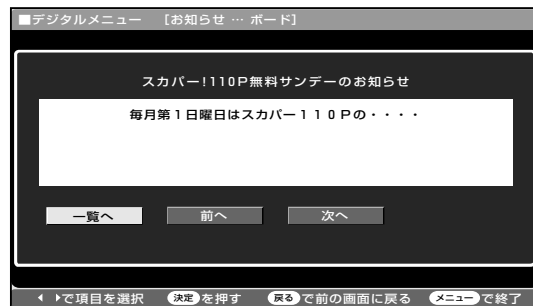 ■デジタルメニュー ［お知らせ … ボード］
スカパー!110P無料サンデーのお知らせ
毎月第１日曜日はスカパー１１０Ｐの・・・・
一覧へ 前へ 次へ
で項目を選択 決定を押す 戻るで前の画面に戻る メニューで終了